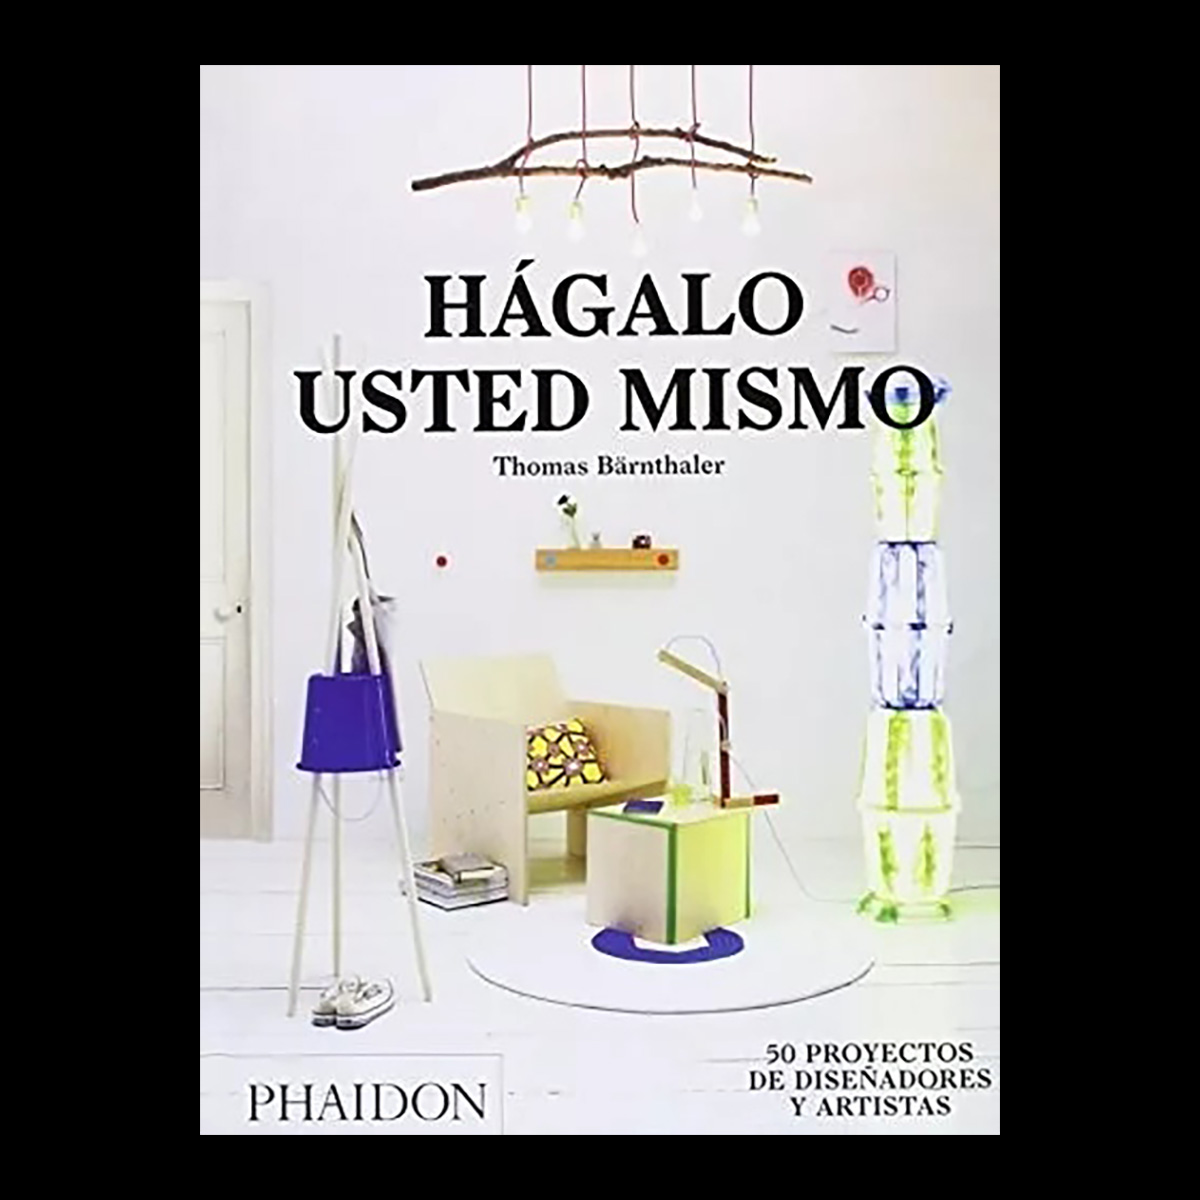 HÁGALO
USTED MISMO
Thomas Bärnthaler
50 PROYECTOS
DE DISEÑADORES
Y ARTISTAS
PHAIDON